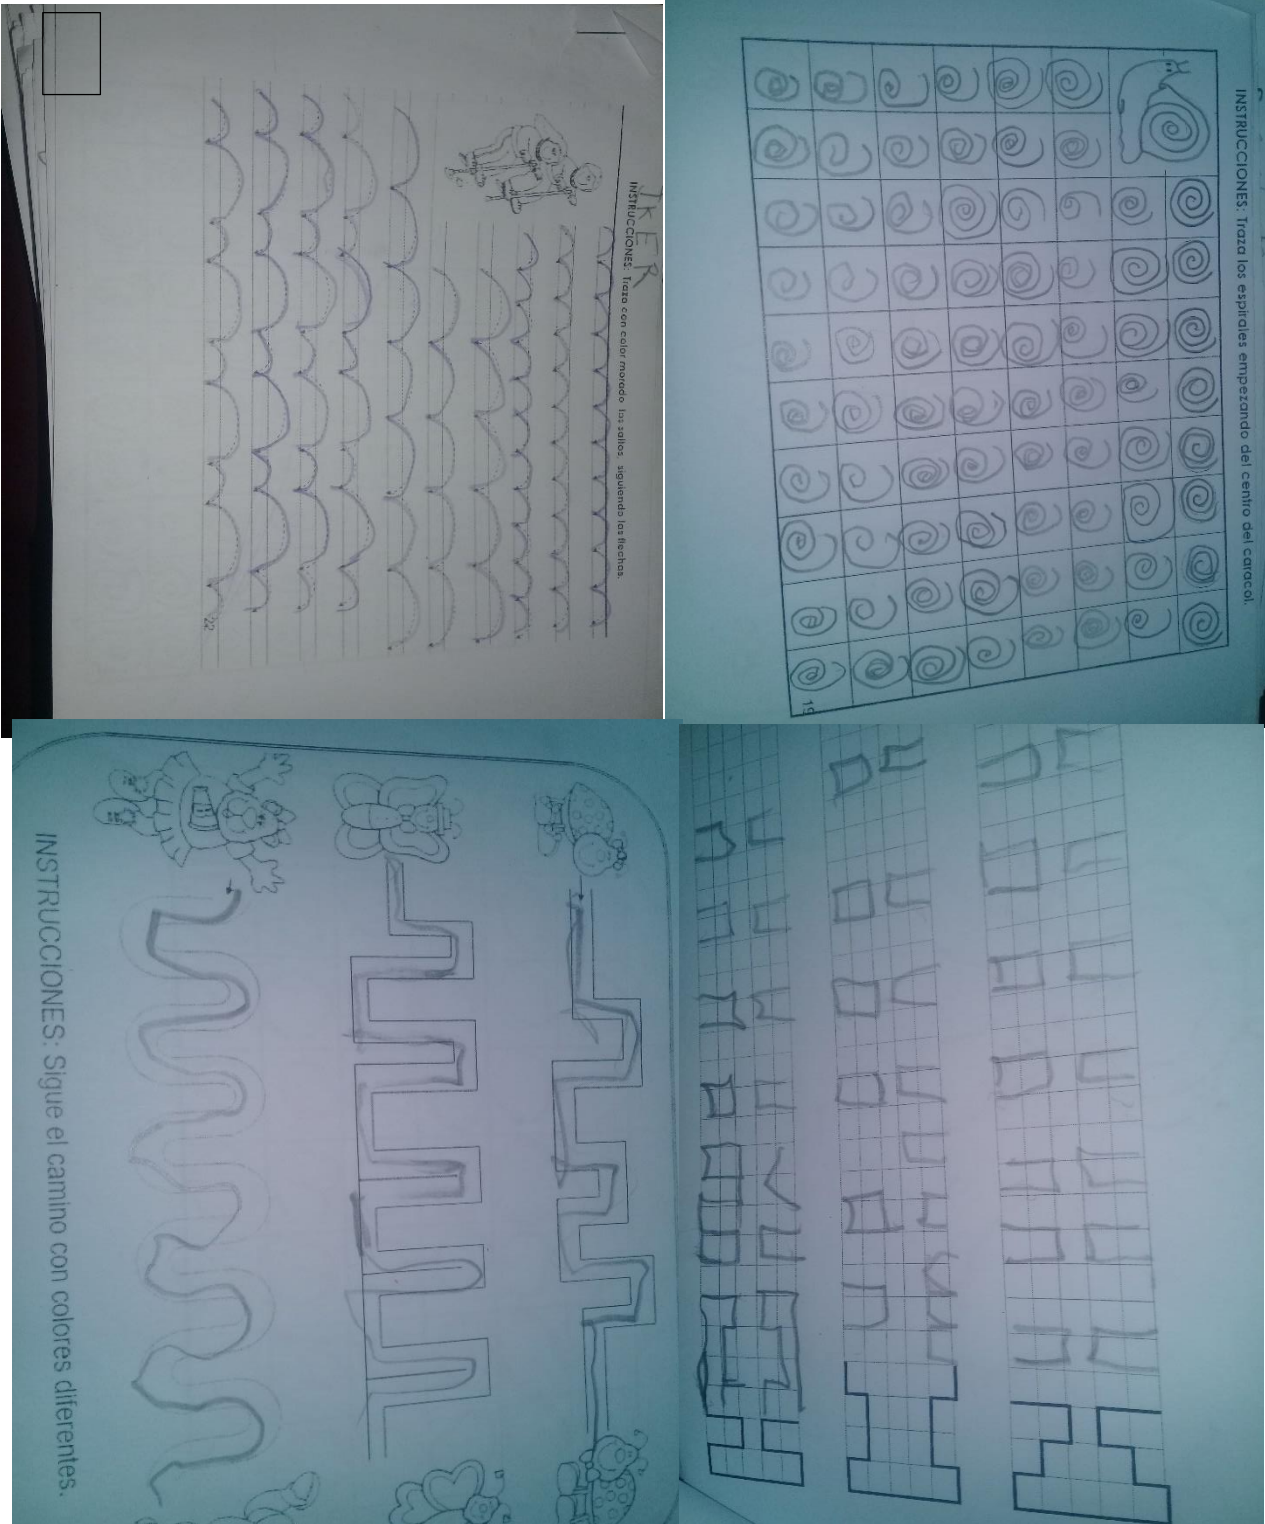 JKER
INSTRUCCIONES: Traza con color morado los saltos, siguiendo las flechas.
22
INSTRUCCIONES: Traza los espirales empezando del centro del caracol.
19
INSTRUCCIONES: Sigue el camino con colores diferentes.